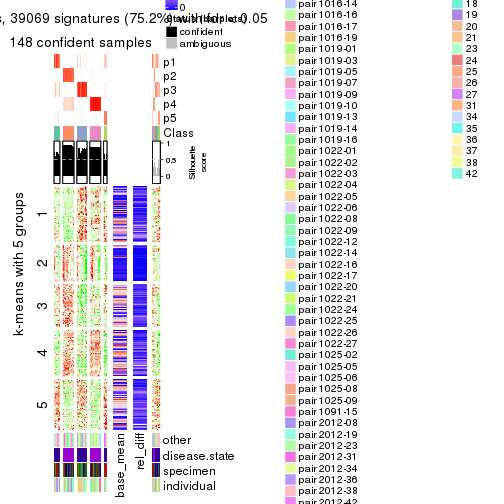 0
s, 39069 signatures (75.2%) with fdr < 0.05
confident
ambiguous
148 confident samples
p1
p2
p3
p4
p5
Class
1
0.5
0
Silhouette
score
k-means with 5 groups
1
2
3
4
5
base_mean
rel_diff
other
disease.state
specimen
individual
pair1016-14
pair1016-16
pair1016-17
pair1016-19
pair1019-01
pair1019-03
pair1019-05
pair1019-07
pair1019-09
pair1019-10
pair1019-13
pair1019-14
pair1019-16
pair1022-01
pair1022-02
pair1022-03
pair1022-04
pair1022-05
pair1022-06
pair1022-08
pair1022-09
pair1022-12
pair1022-14
pair1022-16
pair1022-17
pair1022-20
pair1022-21
pair1022-24
pair1022-25
pair1022-26
pair1022-27
pair1025-02
pair1025-05
pair1025-06
pair1025-08
pair1025-09
pair1091-15
pair2012-08
pair2012-19
pair2012-23
pair2012-31
pair2012-34
pair2012-36
pair2012-38
pair2012-42
18
19
20
21
23
24
25
26
27
31
34
35
36
37
38
42